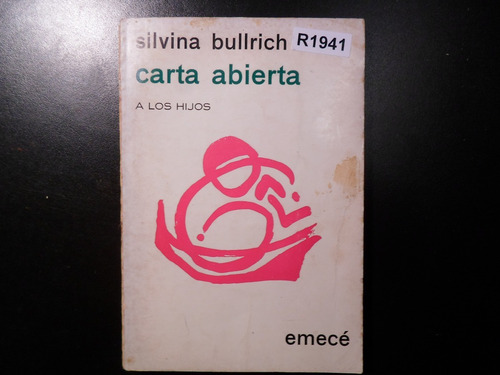 silvina bullrich
R1941
carta abierta
A LOS HIJOS
emecé